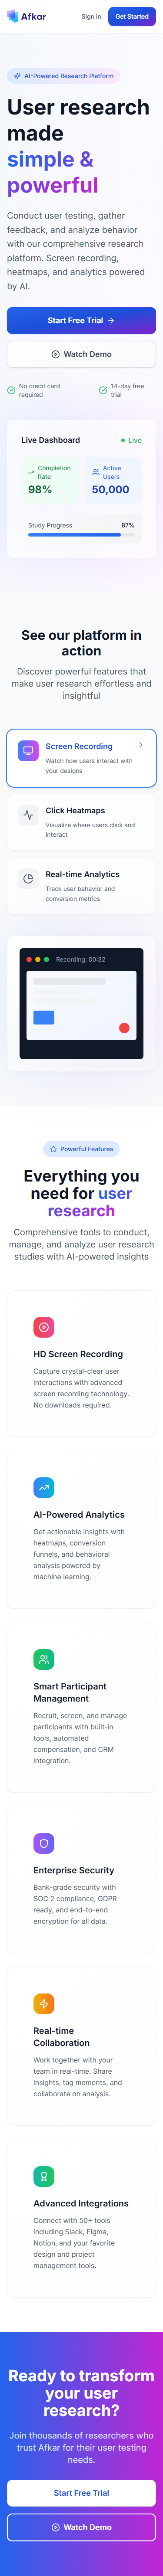 Afkar
Sign in
Get Started
AI-Powered Research Platform
User research
made
simple &
powerful
Conduct user testing, gather
feedback, and analyze behavior
with our comprehensive research
platform. Screen recording,
heatmaps, and analytics powered
by AI.
Start Free Trial
Watch Demo
No credit card
required
14-day free
trial
Live Dashboard
Live
Completion
Rate
98%
Active
Users
50,000
Study Progress
87%
See our platform in
action
Discover powerful features that
make user research effortless and
insightful
Screen Recording
Watch how users interact with
your designs
Click Heatmaps
Visualize where users click and
interact
Real-time Analytics
Track user behavior and
conversion metrics
Recording: 00:32
Powerful Features
Everything you
need for user
research
Comprehensive tools to conduct,
manage, and analyze user research
studies with AI-powered insights
HD Screen Recording
Capture crystal-clear user
interactions with advanced
screen recording technology.
No downloads required.
AI-Powered Analytics
Get actionable insights with
heatmaps, conversion
funnels, and behavioral
analysis powered by
machine learning.
Smart Participant
Management
Recruit, screen, and manage
participants with built-in
tools, automated
compensation, and CRM
integration.
Enterprise Security
Bank-grade security with
SOC 2 compliance, GDPR
ready, and end-to-end
encryption for all data.
Real-time
Collaboration
Work together with your
team in real-time. Share
insights, tag moments, and
collaborate on analysis.
Advanced Integrations
Connect with 50+ tools
including Slack, Figma,
Notion, and your favorite
design and project
management tools.
Ready to transform
your user
research?
Join thousands of researchers who
trust Afkar for their user testing
needs.
Start Free Trial
Watch Demo